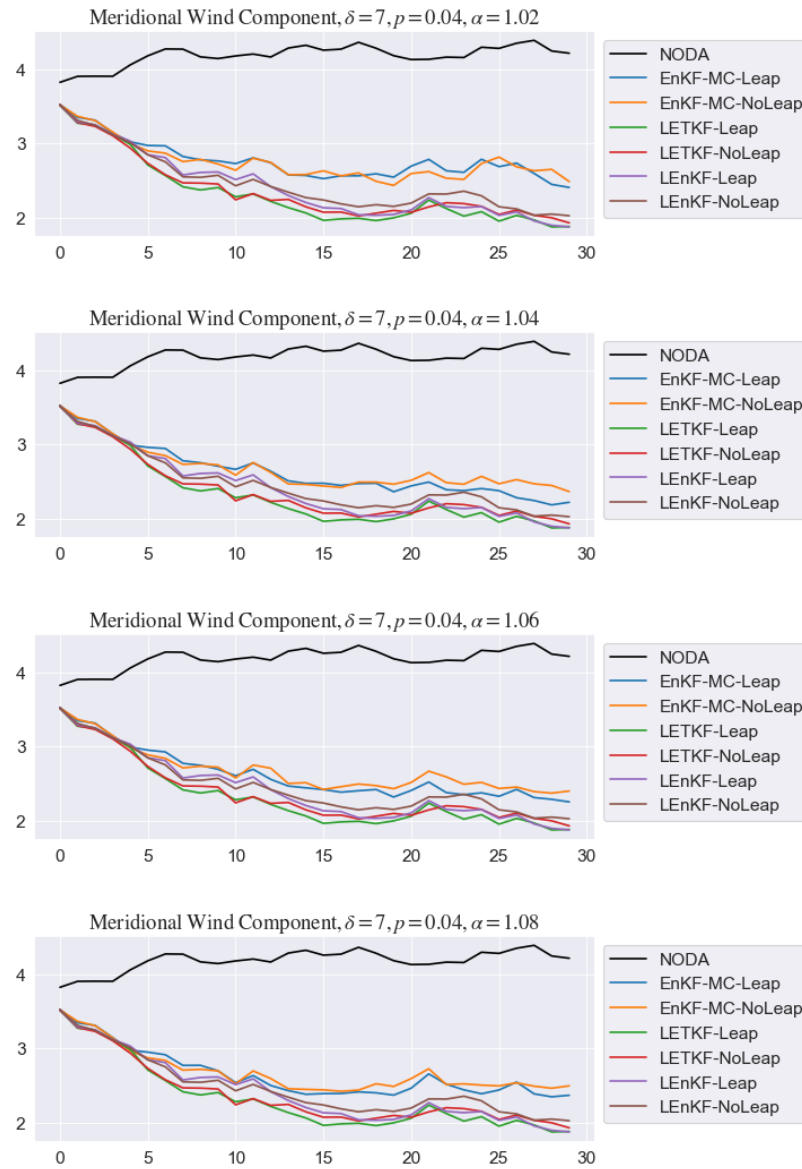 Meridional Wind Component, δ = 7, p = 0.04, α = 1.02
4
3
2
0 5 10 15 20 25 30
NODA
EnKF-MC-Leap
EnKF-MC-NoLeap
LETKF-Leap
LETKF-NoLeap
LEnKF-Leap
LEnKF-NoLeap
Meridional Wind Component, δ = 7, p = 0.04, α = 1.04
4
3
2
0 5 10 15 20 25 30
NODA
EnKF-MC-Leap
EnKF-MC-NoLeap
LETKF-Leap
LETKF-NoLeap
LEnKF-Leap
LEnKF-NoLeap
Meridional Wind Component, δ = 7, p = 0.04, α = 1.06
4
3
2
0 5 10 15 20 25 30
NODA
EnKF-MC-Leap
EnKF-MC-NoLeap
LETKF-Leap
LETKF-NoLeap
LEnKF-Leap
LEnKF-NoLeap
Meridional Wind Component, δ = 7, p = 0.04, α = 1.08
4
3
2
0 5 10 15 20 25 30
NODA
EnKF-MC-Leap
EnKF-MC-NoLeap
LETKF-Leap
LETKF-NoLeap
LEnKF-Leap
LEnKF-NoLeap